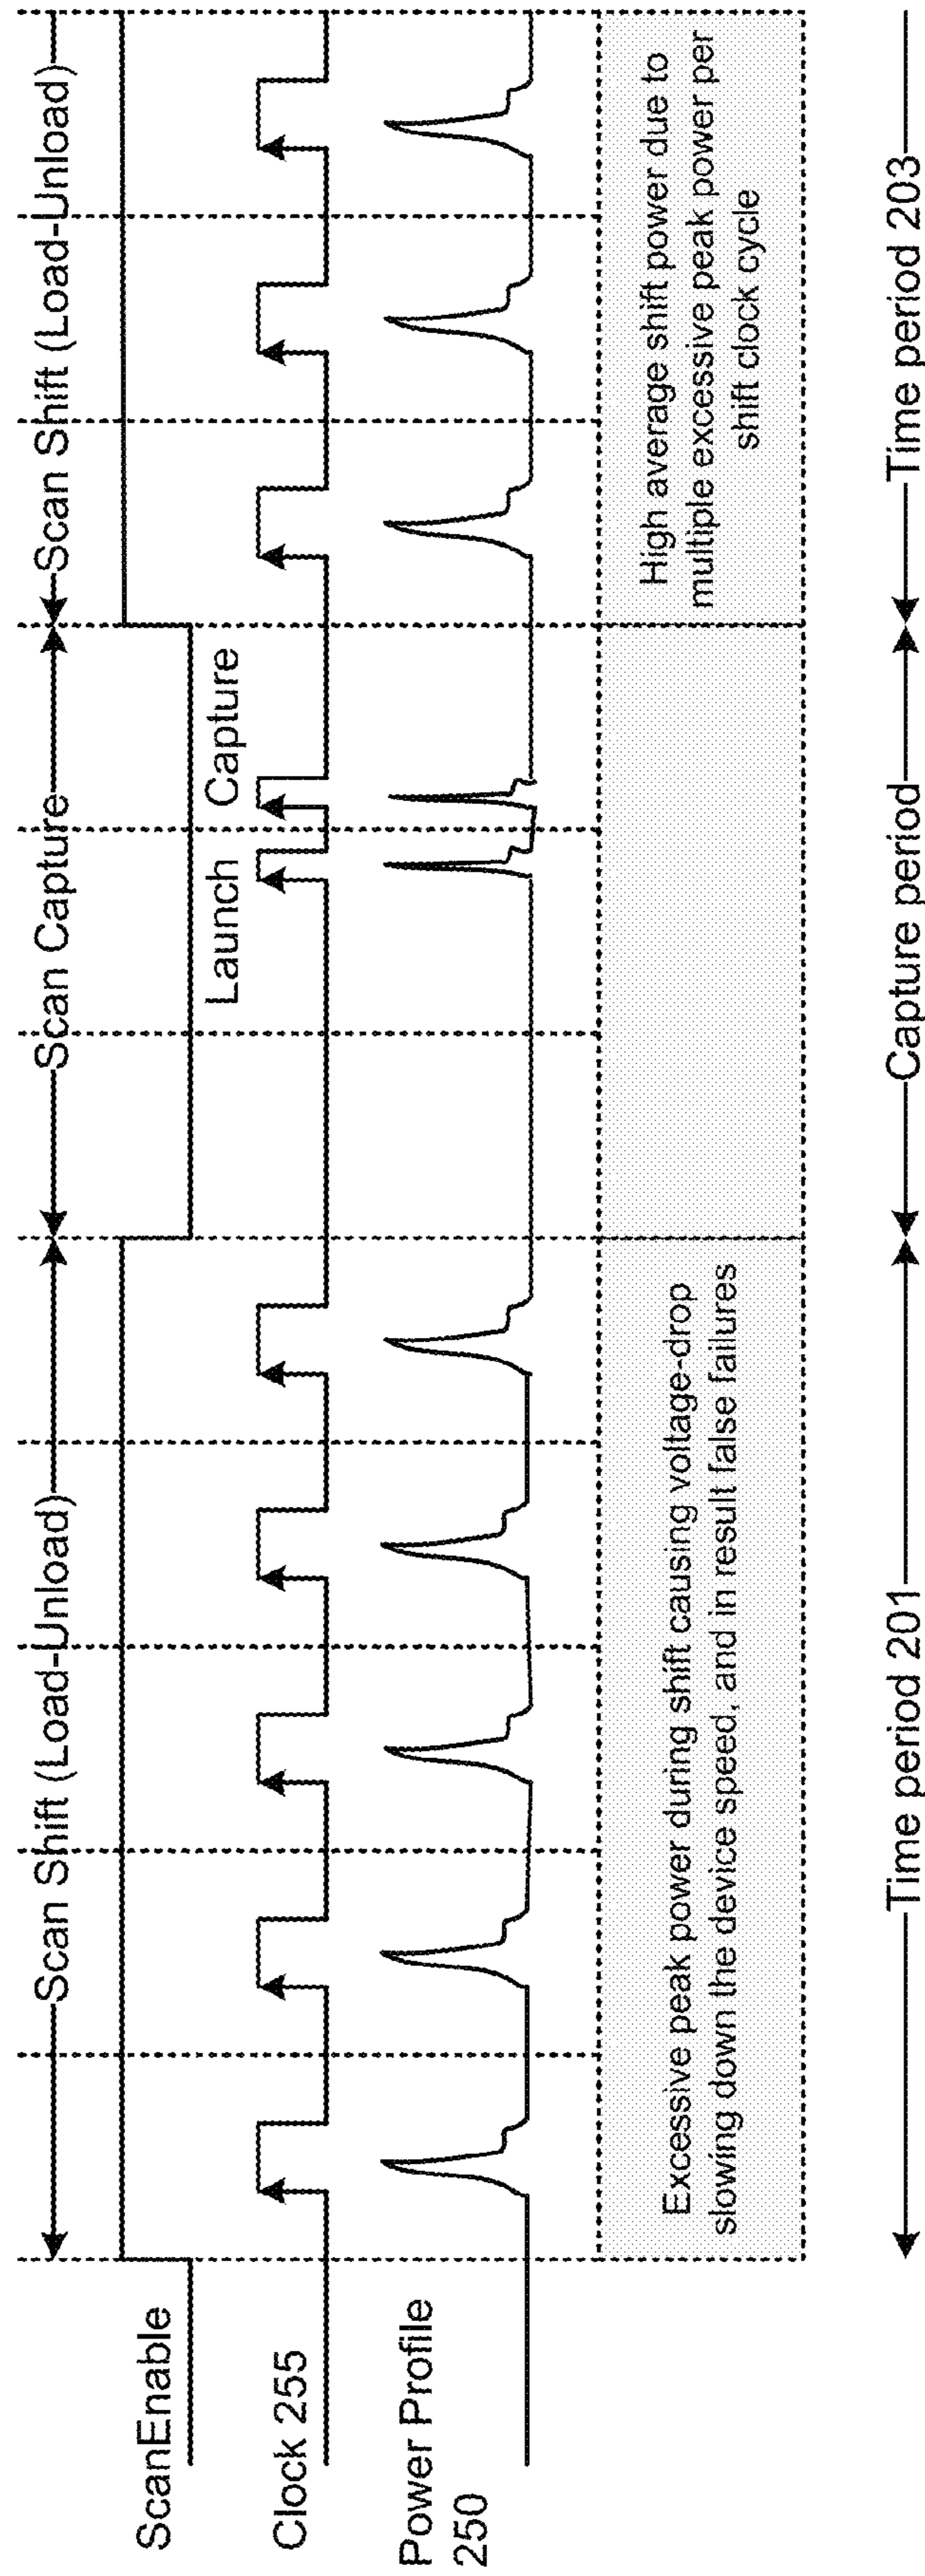 Scan Shift (Load-Unload)
Scan Capture
Scan Shift (Load-Unload)
ScanEnable
Launch
Capture
Clock 255
Power Profile
250
Excessive peak power during shift causing voltage-drop
slowing down the device speed, and in result false failures
High average shift power due to
multiple excessive peak power per
shift clock cycle
Time period 201
Capture period
Time period 203